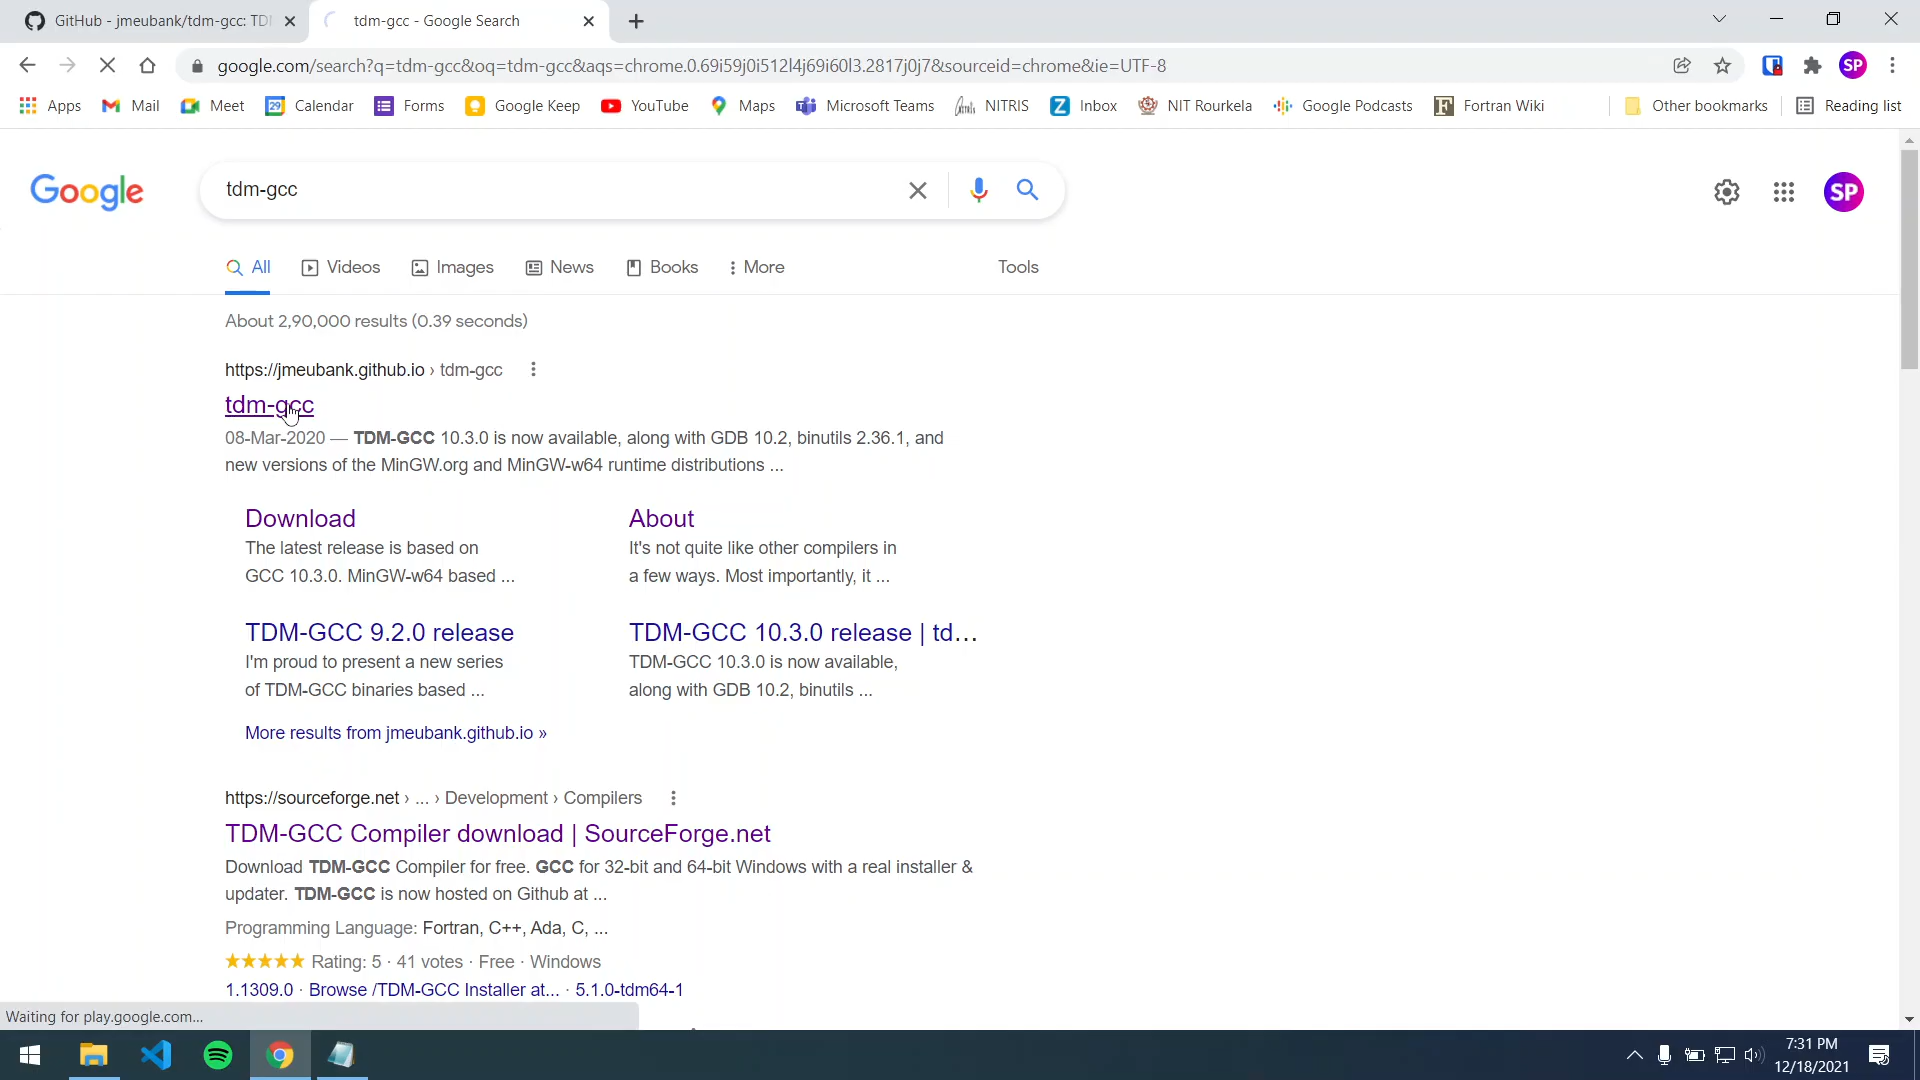 GitHub - jmeubank/tdm-gcc: TD
tdm-gcc - Google Search
google.com/search?q=tdm-gcc&oq=tdm-gcc&aqs=chrome.0.69i59j0i512l4j69i60l3.2817j0j7&sourceid=chrome&ie=UTF-8
SP
Apps Mail Meet Calendar Forms Google Keep YouTube Maps Microsoft Teams NITRIS Inbox NIT Rourkela Google Podcasts Fortran Wiki Other bookmarks Reading list
Google
tdm-gcc
SP
All Videos Images News Books More Tools
About 2,90,000 results (0.39 seconds)
https://jmeubank.github.io › tdm-gcc
tdm-gcc
08-Mar-2020 — TDM-GCC 10.3.0 is now available, along with GDB 10.2, binutils 2.36.1, and
new versions of the MinGW.org and MinGW-w64 runtime distributions ...
Download
The latest release is based on
GCC 10.3.0. MinGW-w64 based ...
About
It's not quite like other compilers in
a few ways. Most importantly, it ...
TDM-GCC 9.2.0 release
I'm proud to present a new series
of TDM-GCC binaries based ...
TDM-GCC 10.3.0 release | td...
TDM-GCC 10.3.0 is now available,
along with GDB 10.2, binutils ...
More results from jmeubank.github.io »
https://sourceforge.net › ... › Development › Compilers
TDM-GCC Compiler download | SourceForge.net
Download TDM-GCC Compiler for free. GCC for 32-bit and 64-bit Windows with a real installer &
updater. TDM-GCC is now hosted on Github at ...
Programming Language: Fortran, C++, Ada, C, ...
Rating: 5 · 41 votes · Free · Windows
1.1309.0 · Browse /TDM-GCC Installer at... · 5.1.0-tdm64-1
Waiting for play.google.com...
7:31 PM
12/18/2021